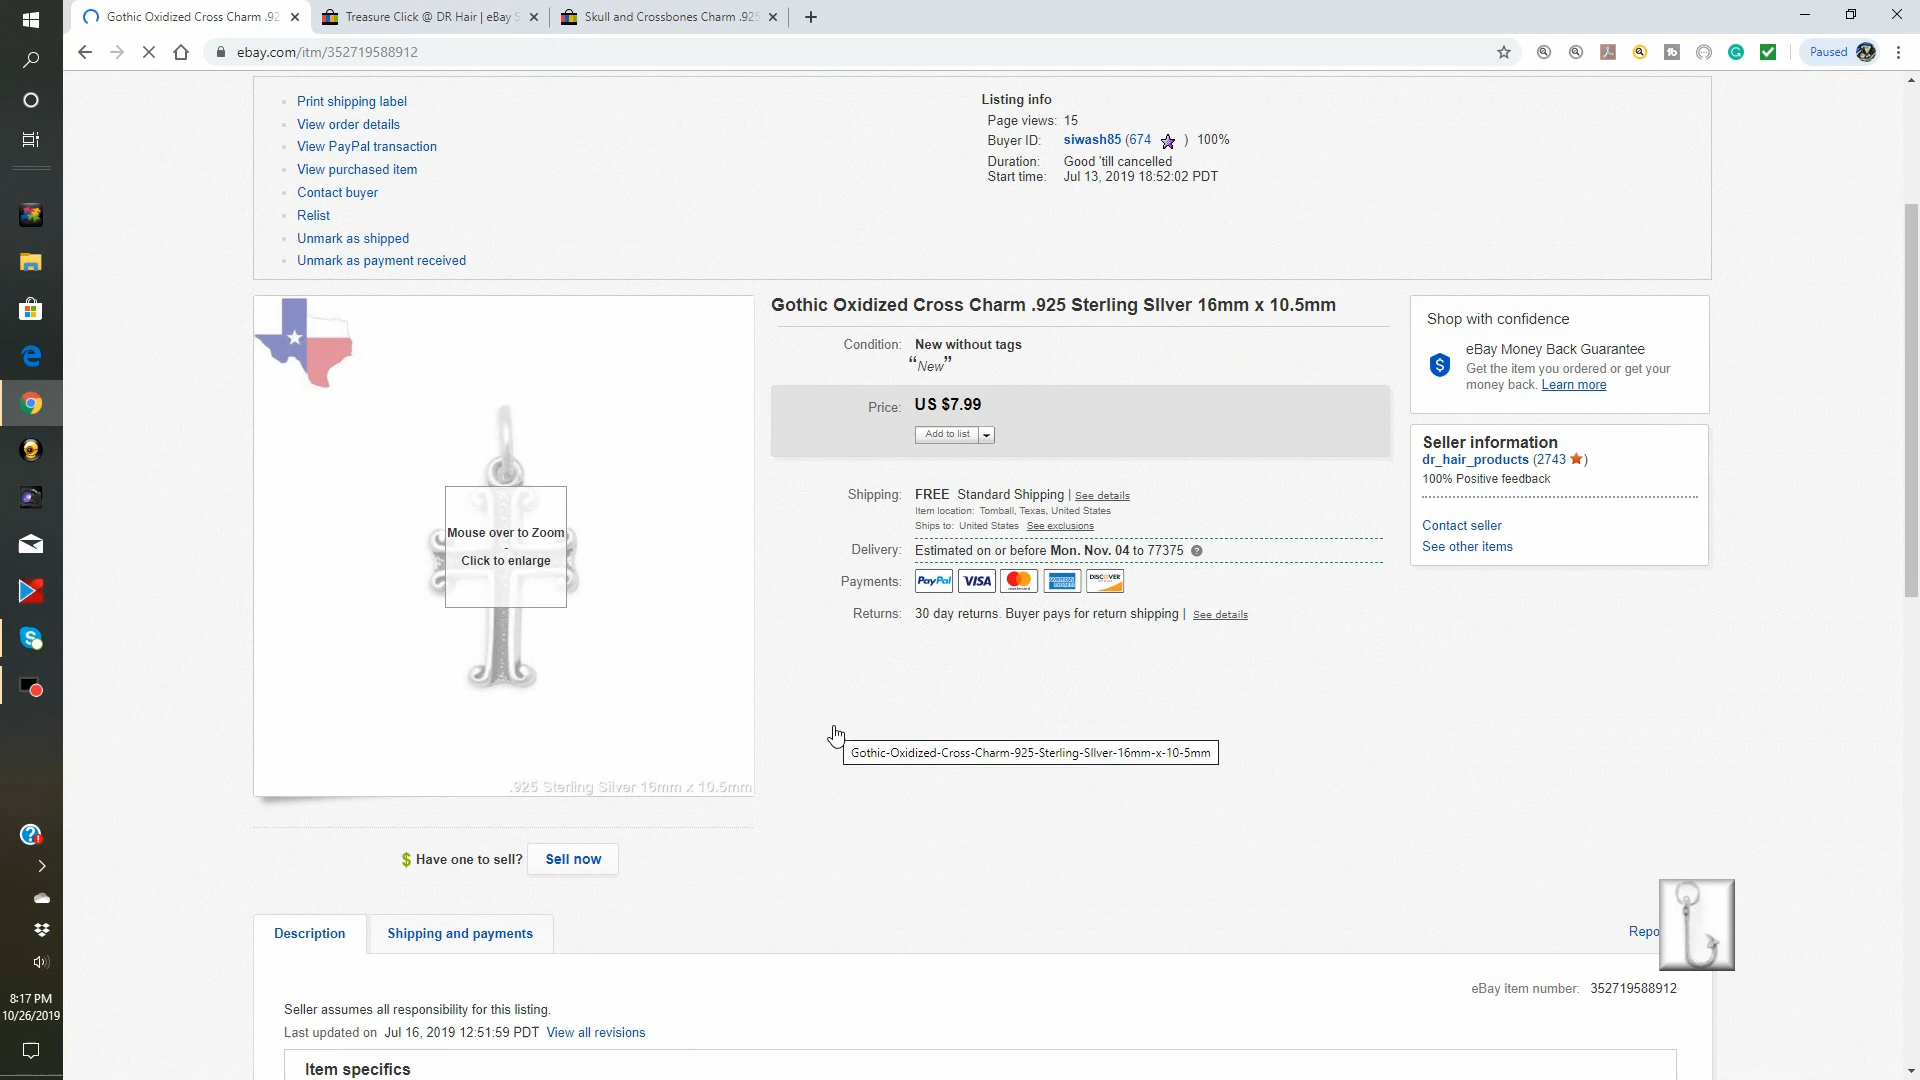 Gothic Oxidized Cross Charm .92
Treasure Click @ DR Hair | eBay S
Skull and Crossbones Charm .925
ebay.com/itm/352719588912
Paused
Print shipping label
View order details
View PayPal transaction
View purchased item
Contact buyer
Relist
Unmark as shipped
Unmark as payment received
Listing info
Page views: 15
Buyer ID: siwash85 (674 ) 100%
Duration: Good 'till cancelled
Start time: Jul 13, 2019 18:52:02 PDT
Gothic Oxidized Cross Charm .925 Sterling SIlver 16mm x 10.5mm
Condition: New without tags
“New”
Price: US $7.99
Add to list
Shipping: FREE Standard Shipping | See details
Item location: Tomball, Texas, United States
Ships to: United States See exclusions
Delivery: Estimated on or before Mon. Nov. 04 to 77375
Payments: PayPal VISA mastercard AMERICAN EXPRESS DISCOVER
Returns: 30 day returns. Buyer pays for return shipping | See details
Shop with confidence
eBay Money Back Guarantee
Get the item you ordered or get your
money back. Learn more
Seller information
dr_hair_products (2743 )
100% Positive feedback
Contact seller
See other items
Mouse over to Zoom
-
Click to enlarge
.925 Sterling Silver 16mm x 10.5mm
Gothic-Oxidized-Cross-Charm-925-Sterling-SIlver-16mm-x-10-5mm
$ Have one to sell? Sell now
Description
Shipping and payments
Repo
eBay item number: 352719588912
Seller assumes all responsibility for this listing.
Last updated on Jul 16, 2019 12:51:59 PDT View all revisions
Item specifics
8:17 PM
10/26/2019